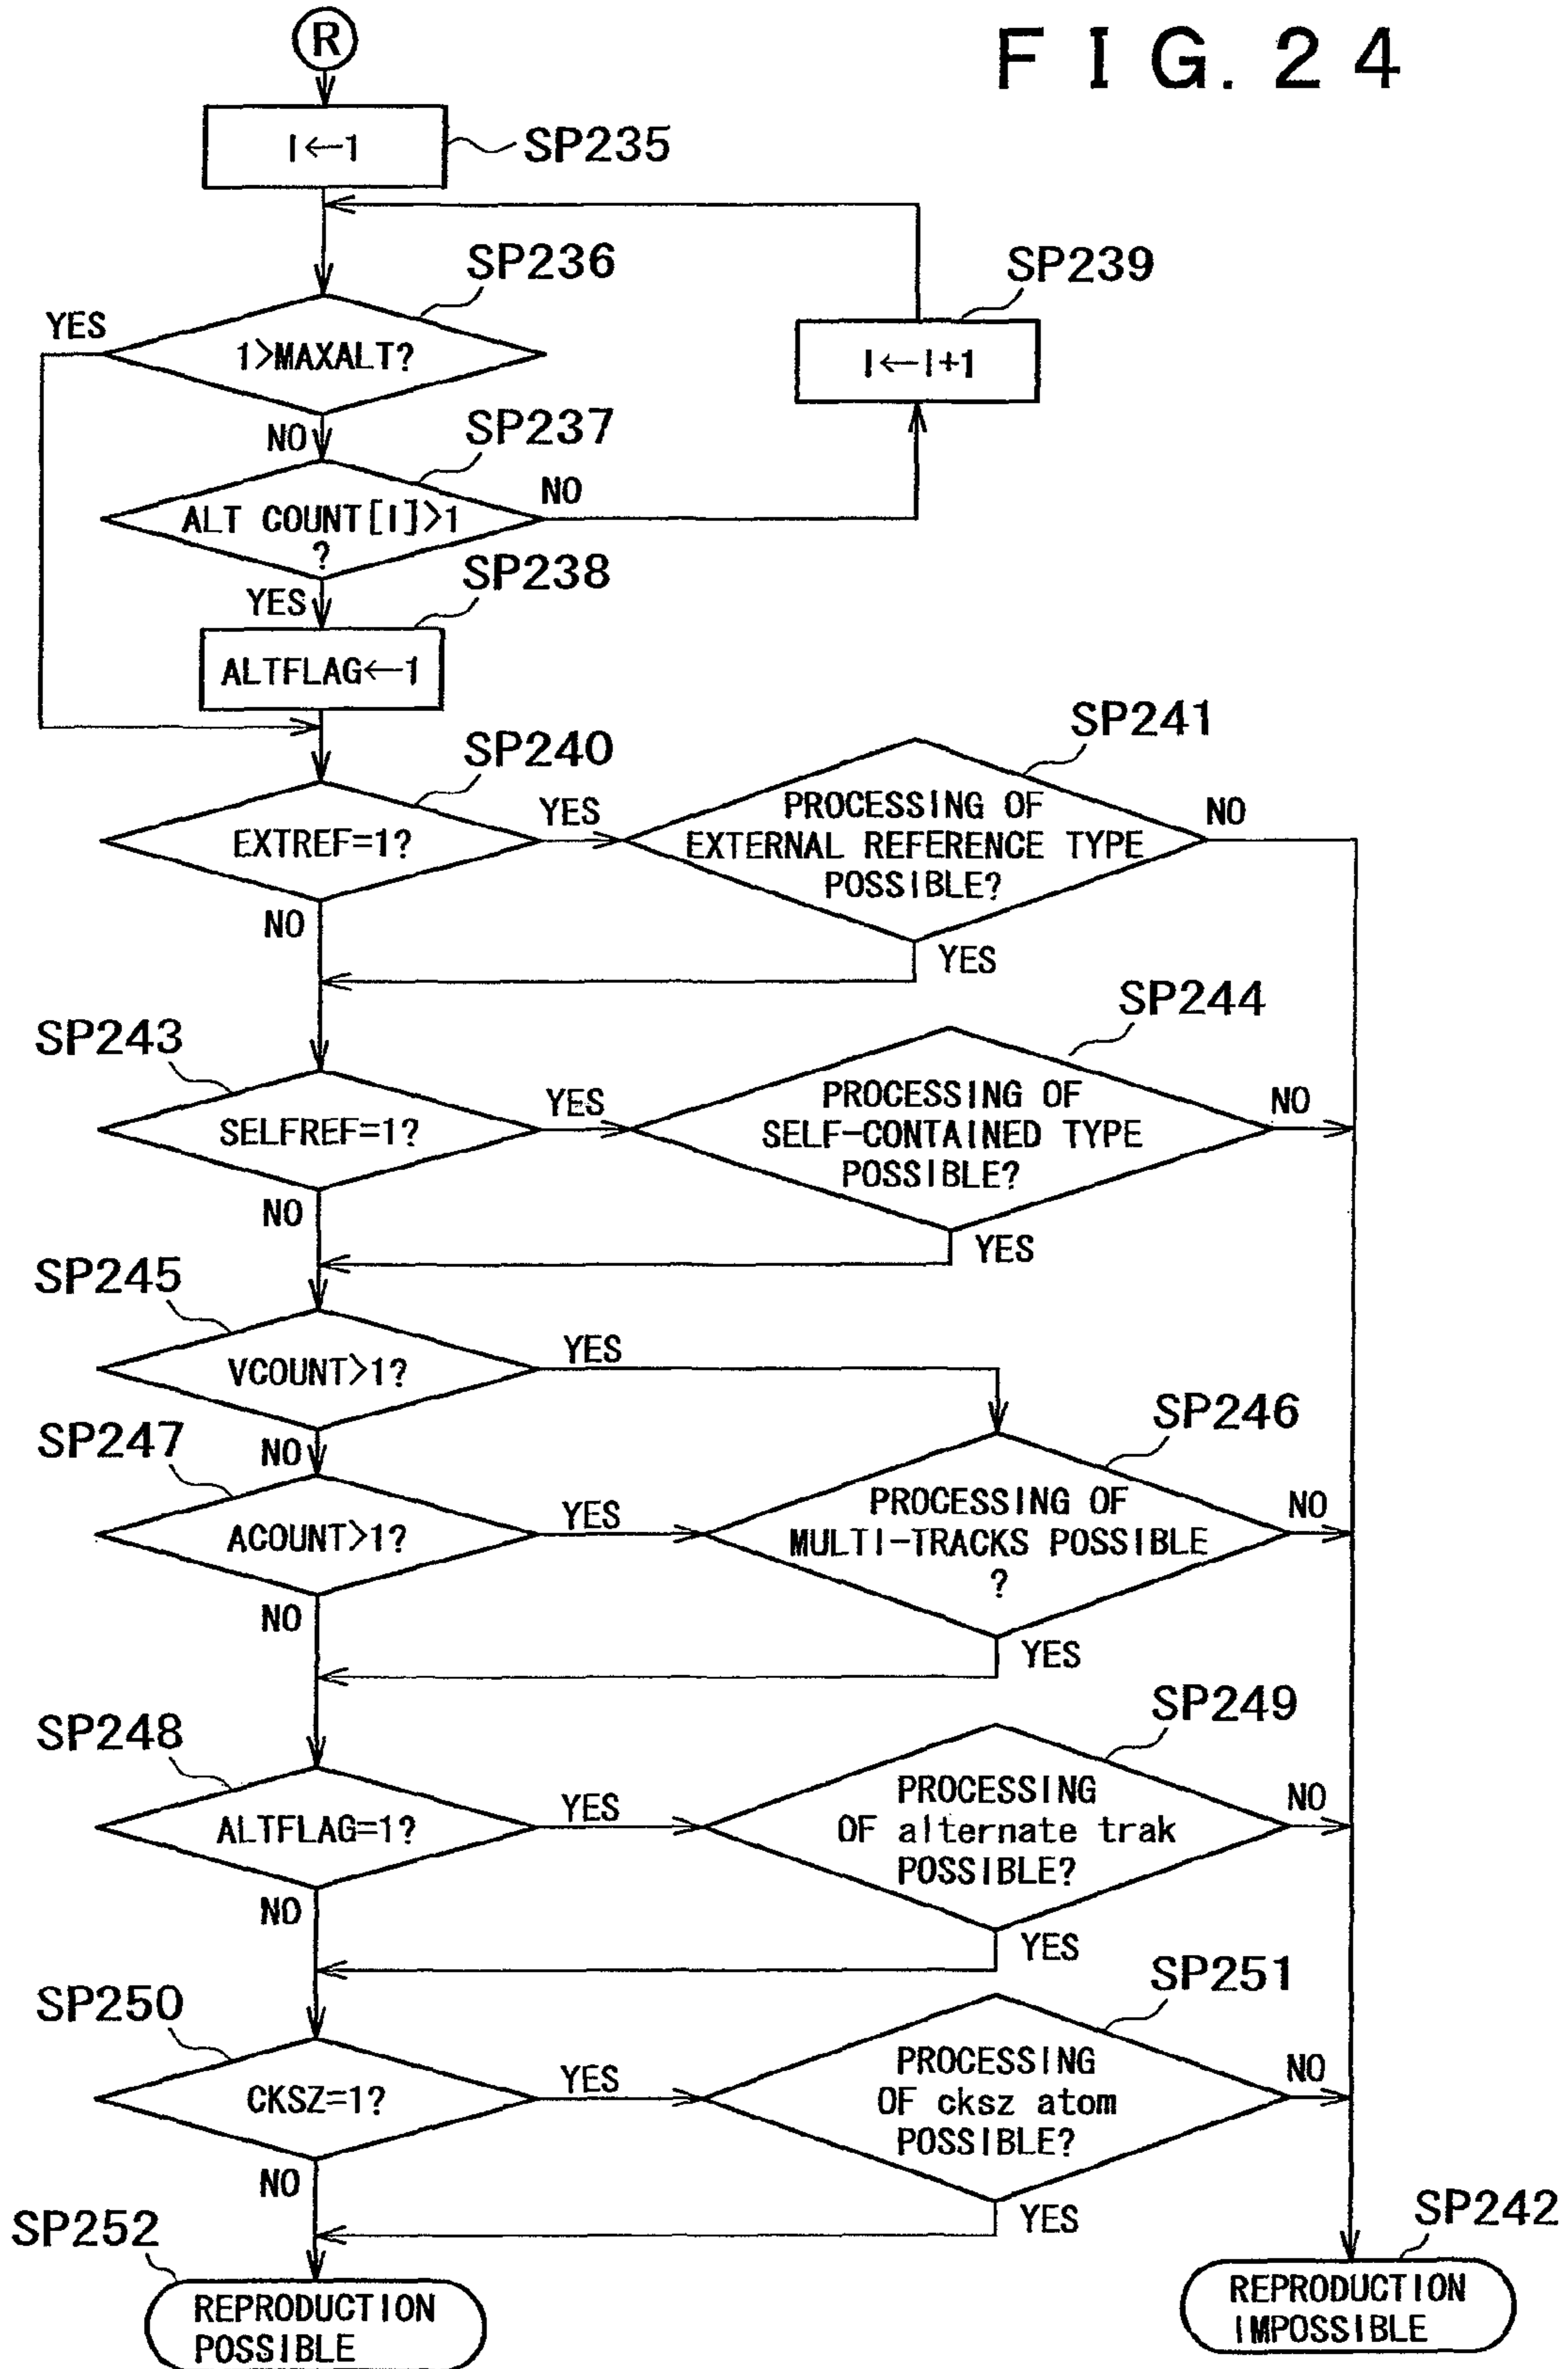 FIG. 24
R
I←1
SP235
SP236
SP239
YES
1>MAXALT?
I←I+1
NO
SP237
ALT COUNT[I]>1
?
NO
YES
SP238
ALTFLAG←1
SP240
SP241
EXTREF=1?
YES
PROCESSING OF
EXTERNAL REFERENCE TYPE
POSSIBLE?
NO
NO
YES
SP243
SP244
SELFREF=1?
YES
PROCESSING OF
SELF-CONTAINED TYPE
POSSIBLE?
NO
NO
YES
SP245
VCOUNT>1?
YES
SP246
NO
SP247
ACOUNT>1?
YES
PROCESSING OF
MULTI-TRACKS POSSIBLE
?
NO
NO
YES
SP248
SP249
ALTFLAG=1?
YES
PROCESSING
OF alternate trak
POSSIBLE?
NO
NO
YES
SP250
SP251
CKSZ=1?
YES
PROCESSING
OF cksz atom
POSSIBLE?
NO
NO
YES
SP252
SP242
REPRODUCTION
POSSIBLE
REPRODUCTION
IMPOSSIBLE